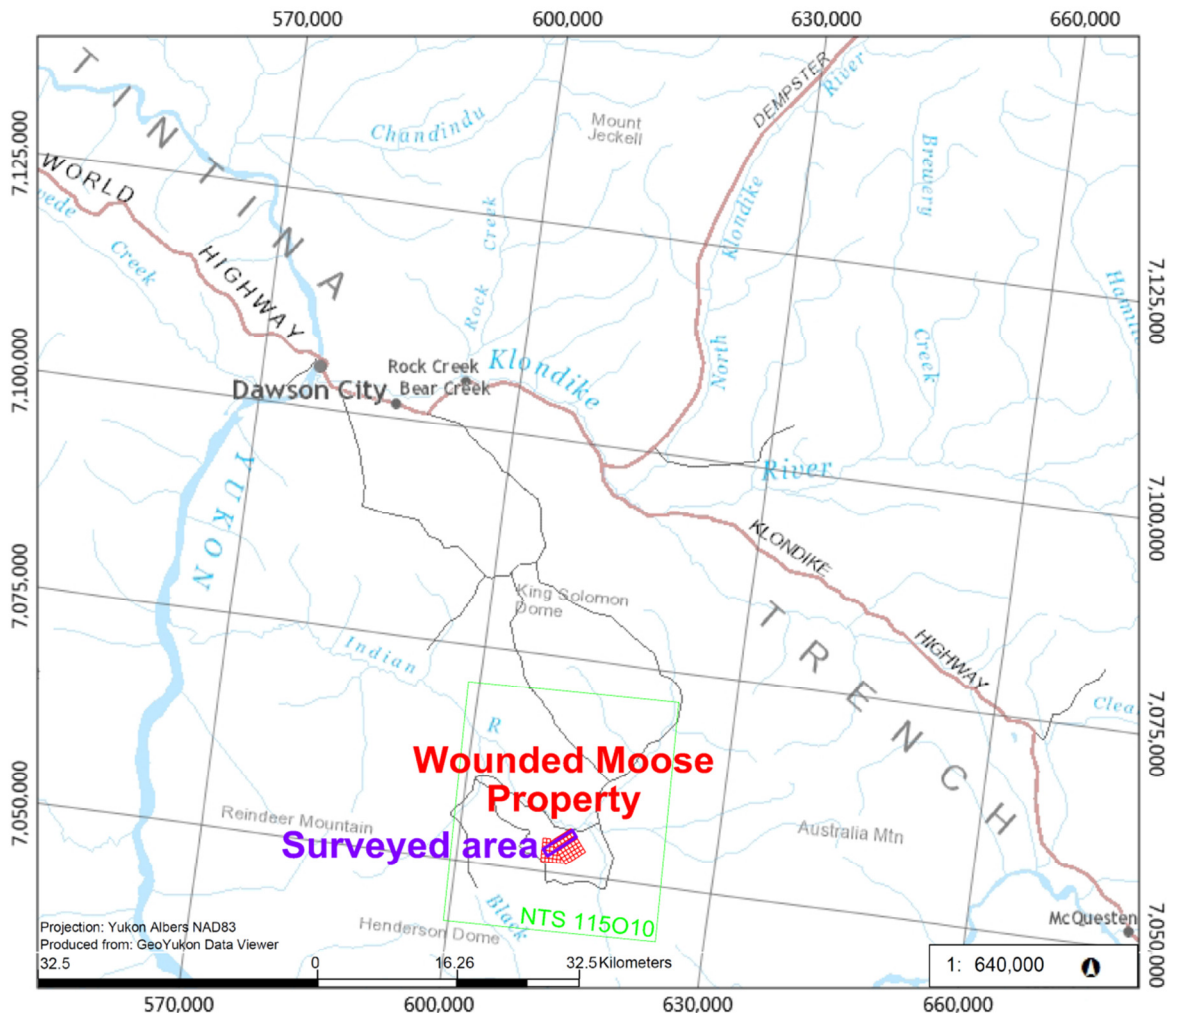 570,000
600,000
630,000
660,000
TINTINA
DEMPSTER
River
Mount
Jeckell
Chandindu
Brewery
7,125,000
WORLD
Creek
Klondike
Creek
HIGHWAY
7,125,000
Rock
North
Creek
7,100,000
Rock Creek
Klondike
Dawson City
Bear Creek
YUKON
River
7,100,000
KLONDIKE
7,075,000
King Solomon
Dome
TRENCH
Indian
HIGHWAY
R
7,075,000
Wounded Moose
Property
7,050,000
Reindeer Mountain
Australia Mtn
Surveyed area
Black
NTS 115O10
McQuesten
7,050,000
Henderson Dome
Projection: Yukon Albers NAD83
Produced from: GeoYukon Data Viewer
32.5
0
16.26
32.5Kilometers
1: 640,000
570,000
600,000
630,000
660,000